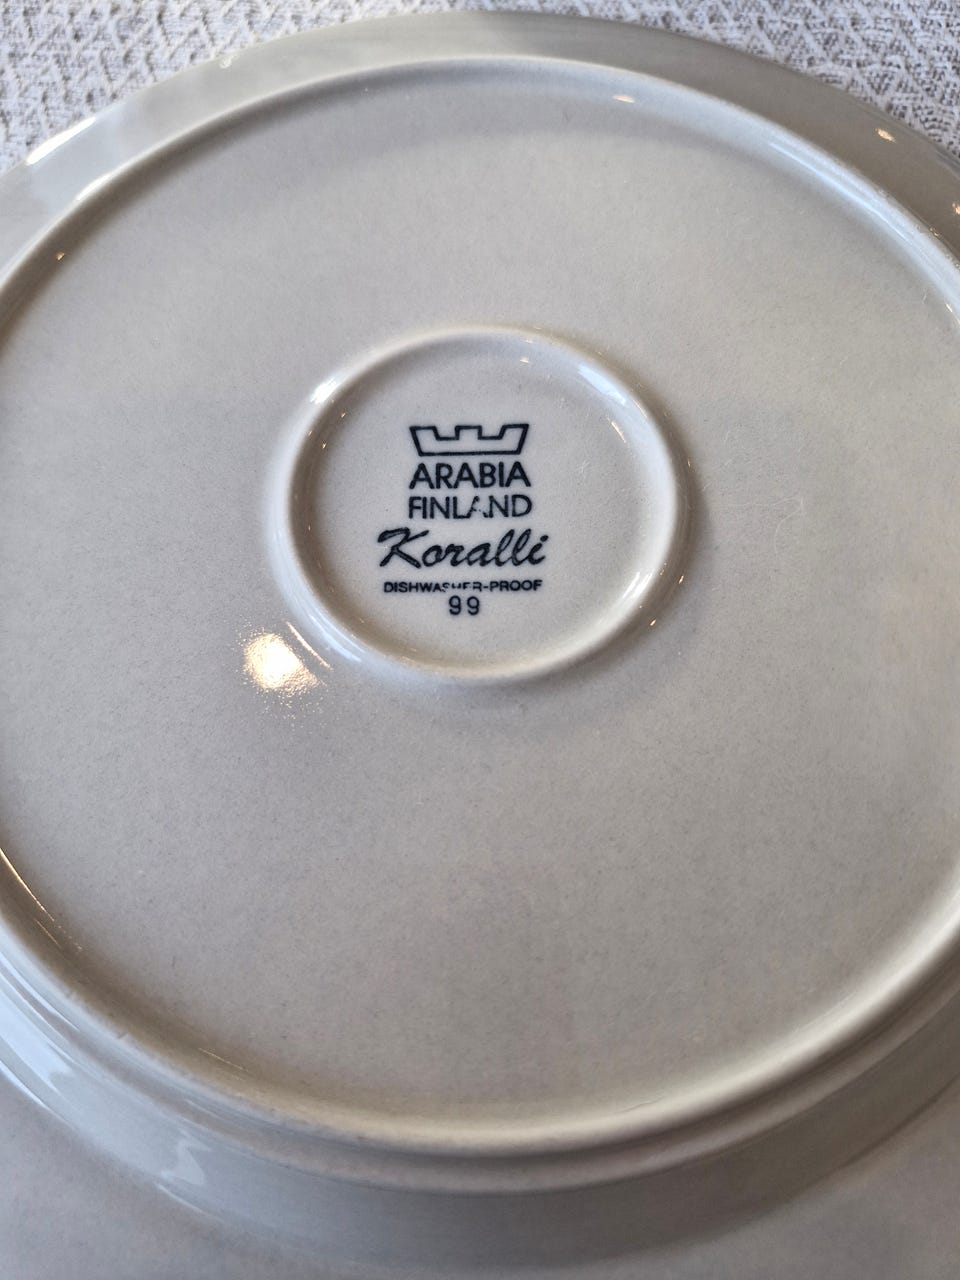 ARABIA
FINLAND
Koralli
DISHWASHER-PROOF
99